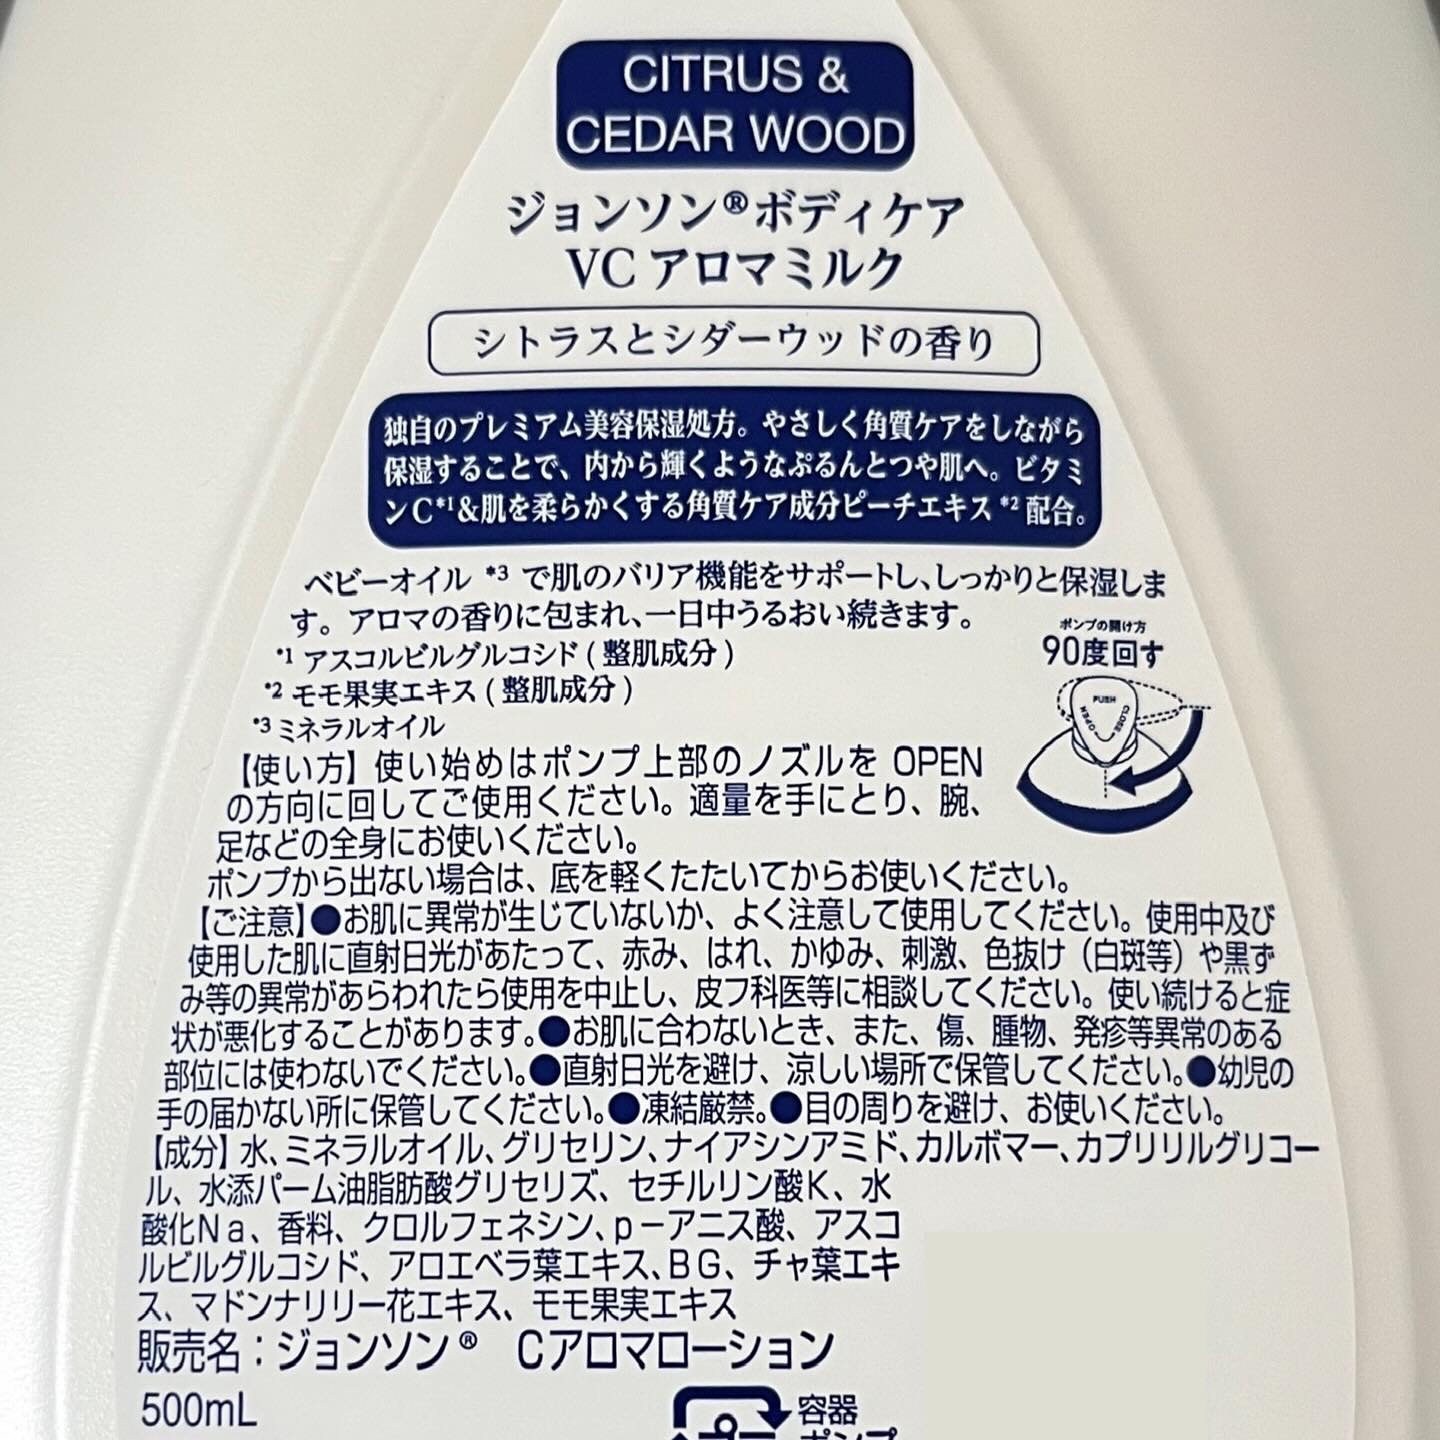 CITRUS &
CEDAR WOOD
ジョンソン®ボディケア
VC アロマミルク
シトラスとシダーウッドの香り
独自のプレミアム美容保湿処方。やさしく角質ケアをしながら
保湿することで、内から輝くようなぷるんとつや肌へ。ビタミ
ンC*1&肌を柔らかくする角質ケア成分ピーチエキス*2配合。
ベビーオイル*3で肌のバリア機能をサポートし、しっかりと保湿しま
す。アロマの香りに包まれ、一日中うるおい続きます。
*1 アスコルビルグルコシド(整肌成分)
*2 モモ果実エキス(整肌成分)
*3 ミネラルオイル
ポンプの開け方
90度回す
PUSH
OPEN
CLOSE
【使い方】使い始めはポンプ上部のノズルを OPEN
の方向に回してご使用ください。適量を手にとり、腕、
足などの全身にお使いください。
ポンプから出ない場合は、底を軽くたたいてからお使いください。
【ご注意】●お肌に異常が生じていないか、よく注意して使用してください。使用中及び
使用した肌に直射日光があたって、赤み、はれ、かゆみ、刺激、色抜け（白斑等）や黒ず
み等の異常があらわれたら使用を中止し、皮フ科医等に相談してください。使い続けると症
状が悪化することがあります。●お肌に合わないとき、また、傷、腫物、発疹等異常のある
部位には使わないでください。●直射日光を避け、涼しい場所で保管してください。●幼児の
手の届かない所に保管してください。●凍結厳禁。●目の周りを避け、お使いください。
【成分】水、ミネラルオイル、グリセリン、ナイアシンアミド、カルボマー、カプリリルグリコー
ル、水添パーム油脂肪酸グリセリズ、セチルリン酸K、水
酸化Na、香料、クロルフェネシン、p－アニス酸、アスコ
ルビルグルコシド、アロエベラ葉エキス、BG、チャ葉エキ
ス、マドンナリリー花エキス、モモ果実エキス
販売名：ジョンソン® Cアロマローション
500mL
容器
ポンプ